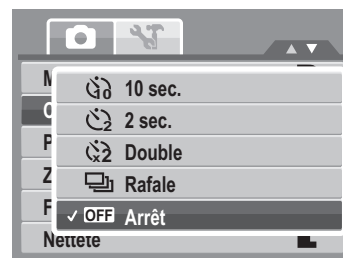 10 sec.
2 sec.
Double
Rafale
OFF Arrêt
Netteté